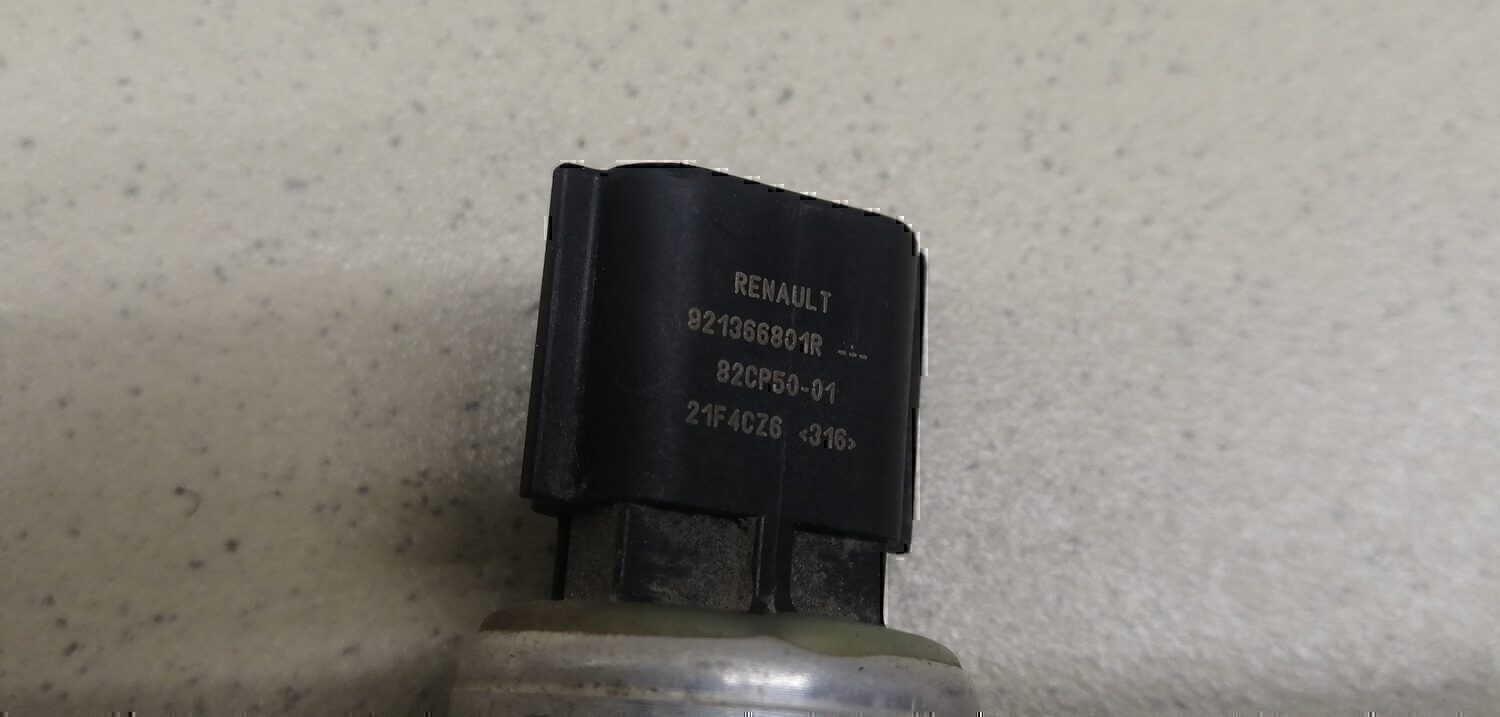 RENAULT
921366801R
82CP50-01
21F4CZ6 <316>